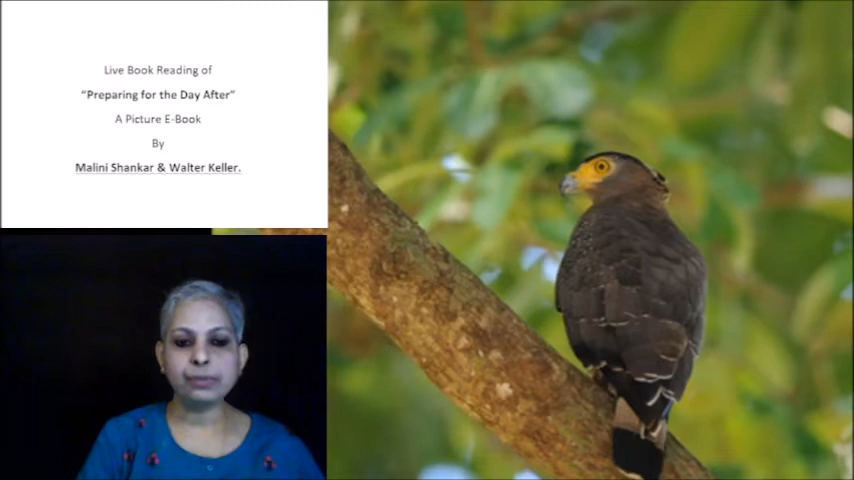 Live Book Reading of
“Preparing for the Day After”
A Picture E-Book
By
Malini Shankar & Walter Keller.